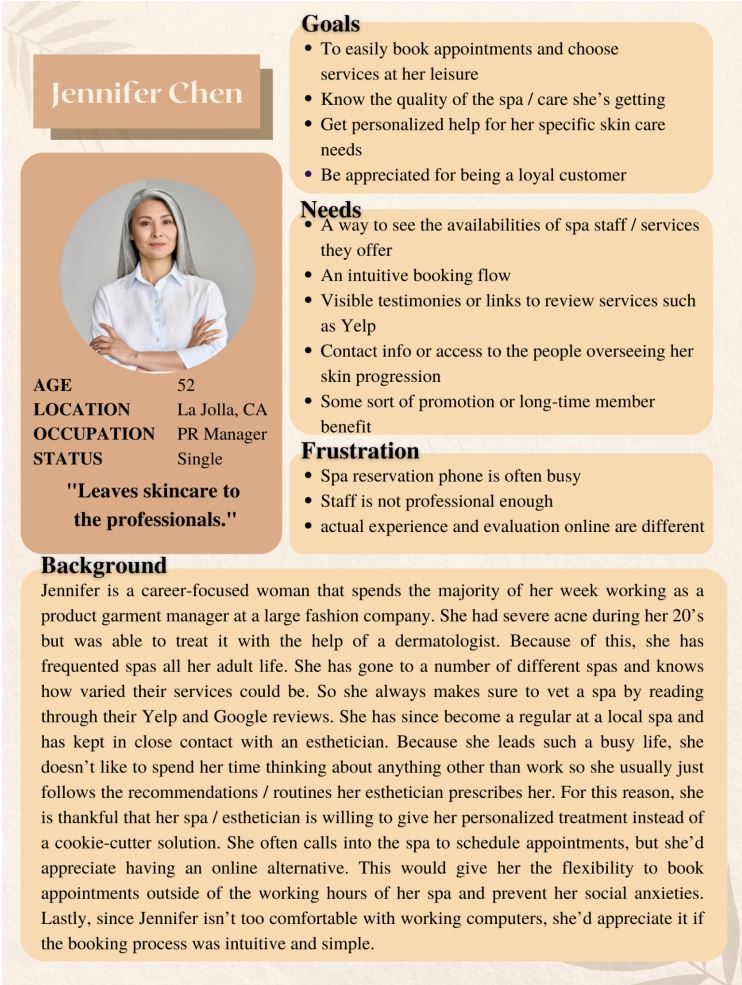 Jennifer Chen
AGE 52
LOCATION La Jolla, CA
OCCUPATION PR Manager
STATUS Single
"Leaves skincare to
the professionals."
Goals
• To easily book appointments and choose
services at her leisure
• Know the quality of the spa / care she's getting
• Get personalized help for her specific skin care
needs
• Be appreciated for being a loyal customer
Needs
• A way to see the availabilities of spa staff / services
they offer
• An intuitive booking flow
• Visible testimonies or links to review services such
as Yelp
• Contact info or access to the people overseeing her
skin progression
• Some sort of promotion or long-time member
benefit
Frustration
• Spa reservation phone is often busy
• Staff is not professional enough
• actual experience and evaluation online are different
Background
Jennifer is a career-focused woman that spends the majority of her week working as a
product garment manager at a large fashion company. She had severe acne during her 20's
but was able to treat it with the help of a dermatologist. Because of this, she has
frequented spas all her adult life. She has gone to a number of different spas and knows
how varied their services could be. So she always makes sure to vet a spa by reading
through their Yelp and Google reviews. She has since become a regular at a local spa and
has kept in close contact with an esthetician. Because she leads such a busy life, she
doesn't like to spend her time thinking about anything other than work so she usually just
follows the recommendations / routines her esthetician prescribes her. For this reason, she
is thankful that her spa / esthetician is willing to give her personalized treatment instead of
a cookie-cutter solution. She often calls into the spa to schedule appointments, but she'd
appreciate having an online alternative. This would give her the flexibility to book
appointments outside of the working hours of her spa and prevent her social anxieties.
Lastly, since Jennifer isn't too comfortable with working computers, she'd appreciate it if
the booking process was intuitive and simple.